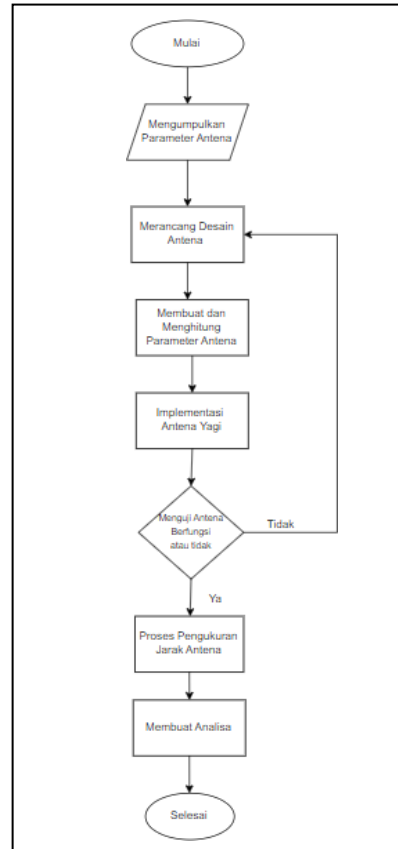 Mulai
Mengumpulkan
Parameter Antena
Merancang Desain
Antena
Membuat dan
Menghitung
Parameter Antena
Implementasi
Antena Yagi
Menguji Antena
Berfungsi
atau tidak
Tidak
Ya
Proses Pengukuran
Jarak Antena
Membuat Analisa
Selesai